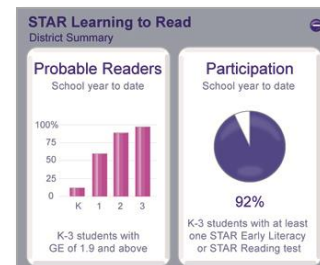 STAR Learning to Read
District Summary
Probable Readers
School year to date
100%
75
50
25
0
K 1 2 3
K-3 students with
GE of 1.9 and above
Participation
School year to date
92%
K-3 students with at least
one STAR Early Literacy
or STAR Reading test